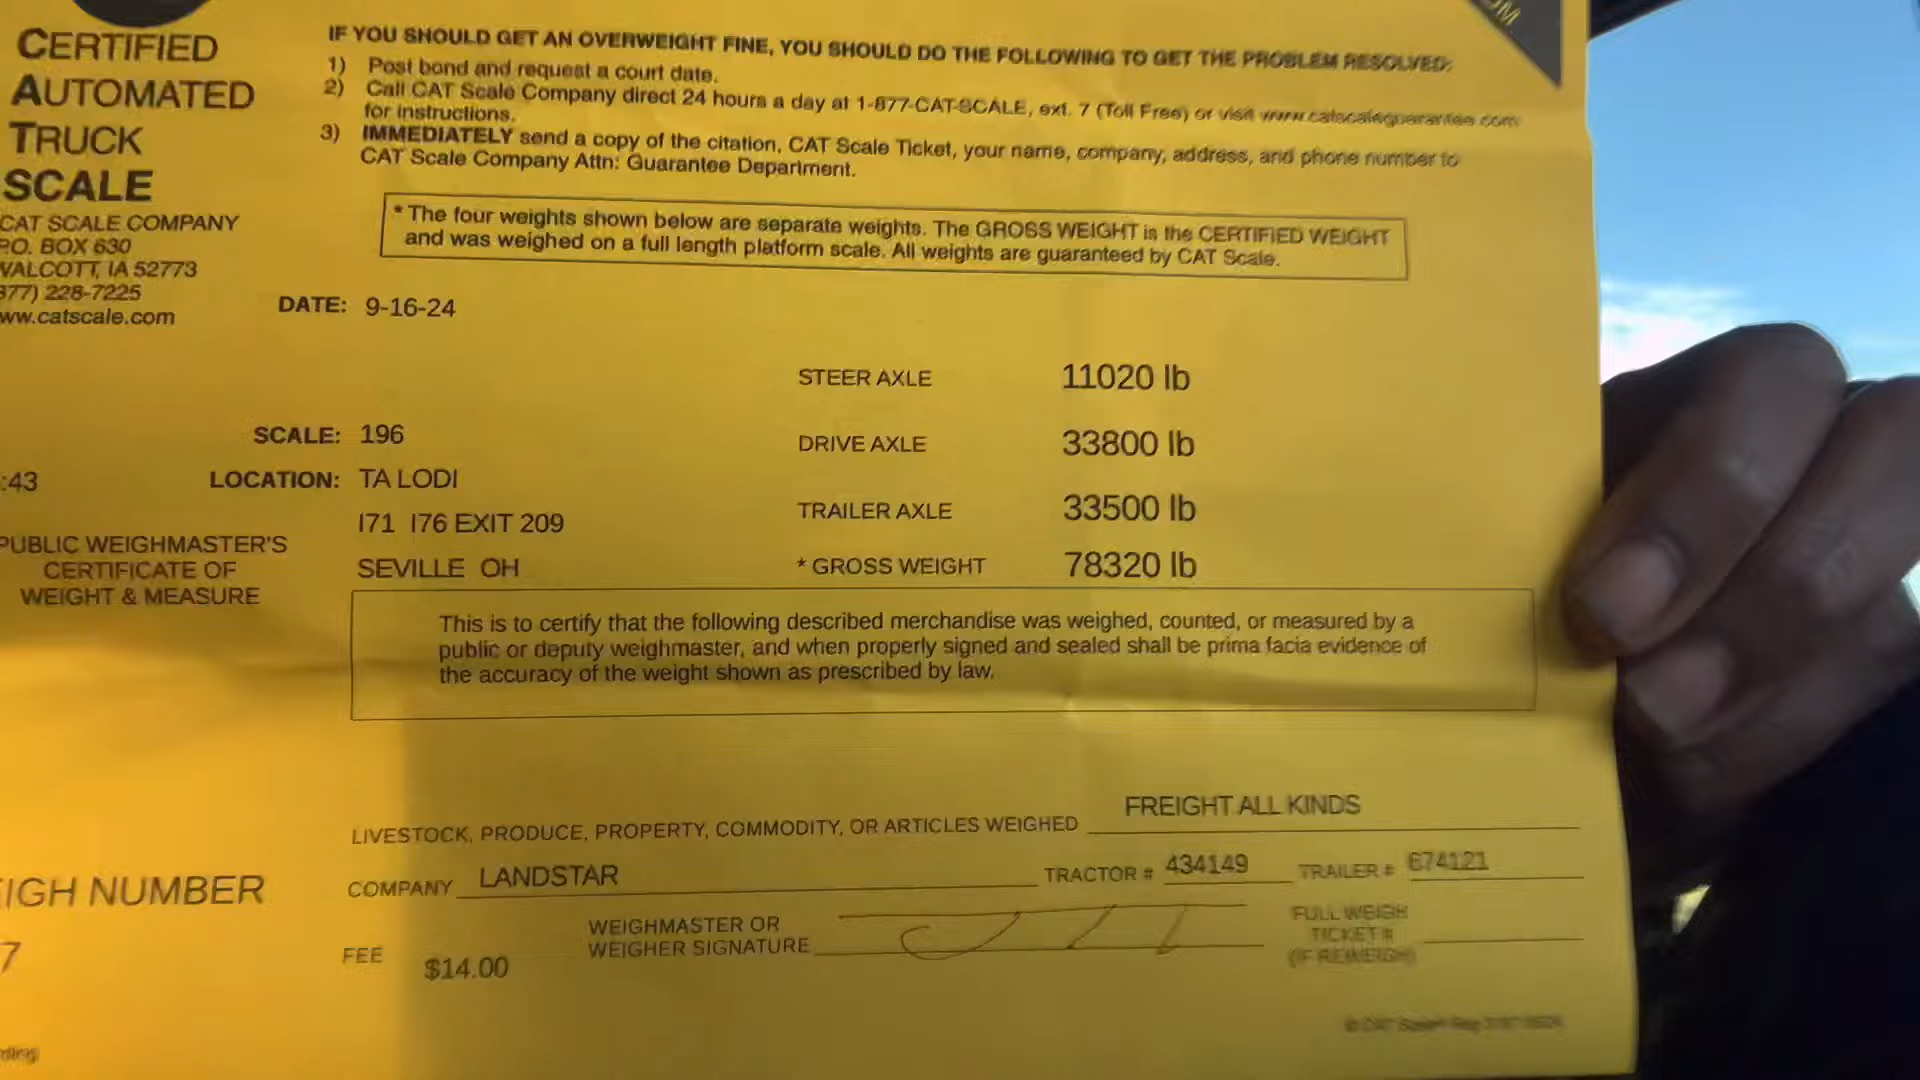 OM
CERTIFIED
AUTOMATED
TRUCK
SCALE
CAT SCALE COMPANY
P.O. BOX 630
WALCOTT, IA 52773
877) 228-7225
ww.catscale.com
IF YOU SHOULD GET AN OVERWEIGHT FINE, YOU SHOULD DO THE FOLLOWING TO GET THE PROBLEM RESOLVED:
1) Post bond and request a court date.
2) Call CAT Scale Company direct 24 hours a day at 1-877-CAT-SCALE, ext. 7 (Toll Free) or visit www.catscaleguarantee.com
for instructions.
3) IMMEDIATELY send a copy of the citation, CAT Scale Ticket, your name, company, address, and phone number to
CAT Scale Company Attn: Guarantee Department.
* The four weights shown below are separate weights. The GROSS WEIGHT is the CERTIFIED WEIGHT
and was weighed on a full length platform scale. All weights are guaranteed by CAT Scale.
DATE: 9-16-24
STEER AXLE 11020 lb
SCALE: 196
DRIVE AXLE 33800 lb
:43
LOCATION: TA LODI
TRAILER AXLE 33500 lb
I71 I76 EXIT 209
PUBLIC WEIGHMASTER'S
CERTIFICATE OF
WEIGHT & MEASURE
SEVILLE OH
* GROSS WEIGHT 78320 lb
This is to certify that the following described merchandise was weighed, counted, or measured by a
public or deputy weighmaster, and when properly signed and sealed shall be prima facia evidence of
the accuracy of the weight shown as prescribed by law.
LIVESTOCK, PRODUCE, PROPERTY, COMMODITY, OR ARTICLES WEIGHED FREIGHT ALL KINDS
COMPANY LANDSTAR TRACTOR # 434149 TRAILER # 674121
IGH NUMBER
7
FEE $14.00
WEIGHMASTER OR
WEIGHER SIGNATURE
FULL WEIGH
TICKET #
(IF REWEIGH)